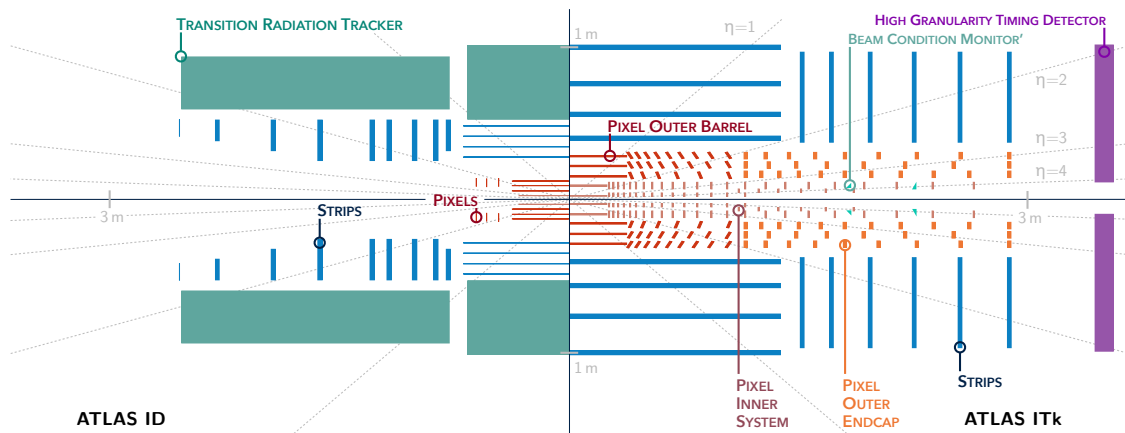 TRANSITION RADIATION TRACKER
1 m
η=1
HIGH GRANULARITY TIMING DETECTOR
BEAM CONDITION MONITOR'
η=2
PIXEL OUTER BARREL
η=3
η=4
PIXELS
3 m
STRIPS
3 m
1 m
PIXEL
INNER
SYSTEM
PIXEL
OUTER
ENDCAP
STRIPS
ATLAS ID
ATLAS ITk